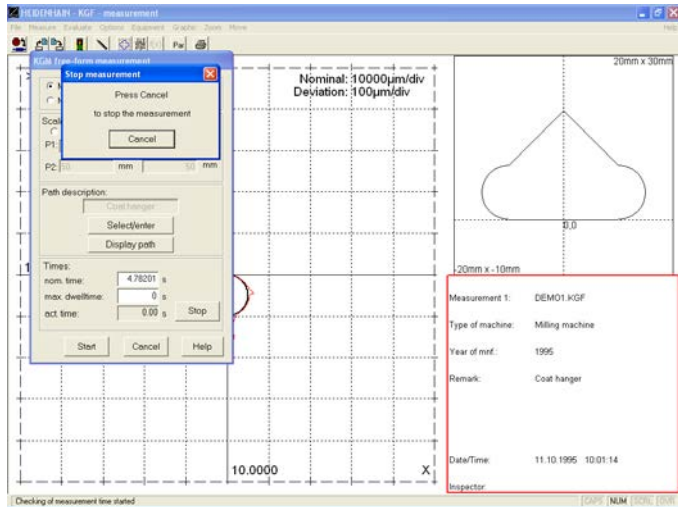 HEIDENHAIN - KGF - measurement
File Measure Evaluate Options Equipment Graphic Zoom Move Help
Par
KGM free-form measurement
Stop measurement
Press Cancel
to stop the measurement
Cancel
P1:
P2: 50 mm 50 mm
Path description:
Coat hanger
Select/enter
Display path
Times:
nom. time: 4.78201 s
max. dwelltime: 0 s
act. time: 0.00 s Stop
Start Cancel Help
Nominal: 10000µm/div
Deviation: 100µm/div
10.0000 X
20mm x 30mm
0,0
-20mm x -10mm
Measurement 1: DEMO1.KGF
Type of machine: Milling machine
Year of mnf.: 1995
Remark: Coat hanger
Date/Time: 11.10.1995 10:01:14
Inspector:
Checking of measurement time started
CAPS NUM SCRL OVR